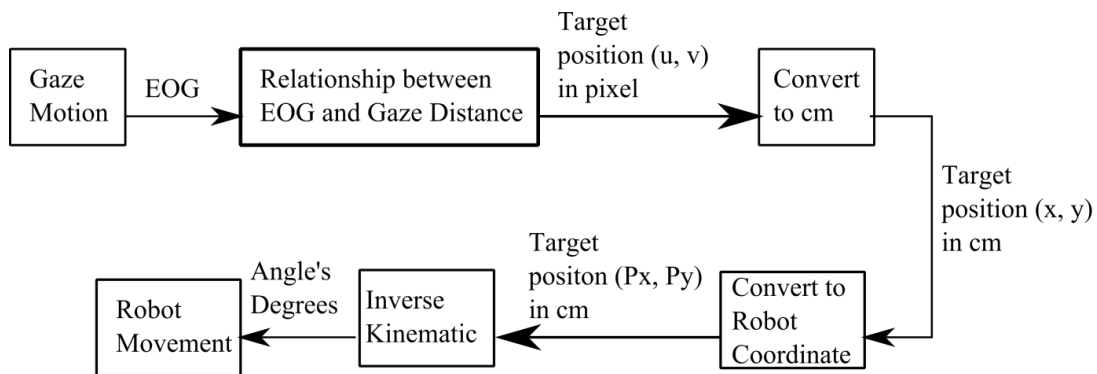 Gaze
Motion
EOG
Relationship between
EOG and Gaze Distance
Target
position (u, v)
in pixel
Convert
to cm
Target
position (x, y)
in cm
Convert to
Robot
Coordinate
Target
positon (Px, Py)
in cm
Inverse
Kinematic
Angle's
Degrees
Robot
Movement